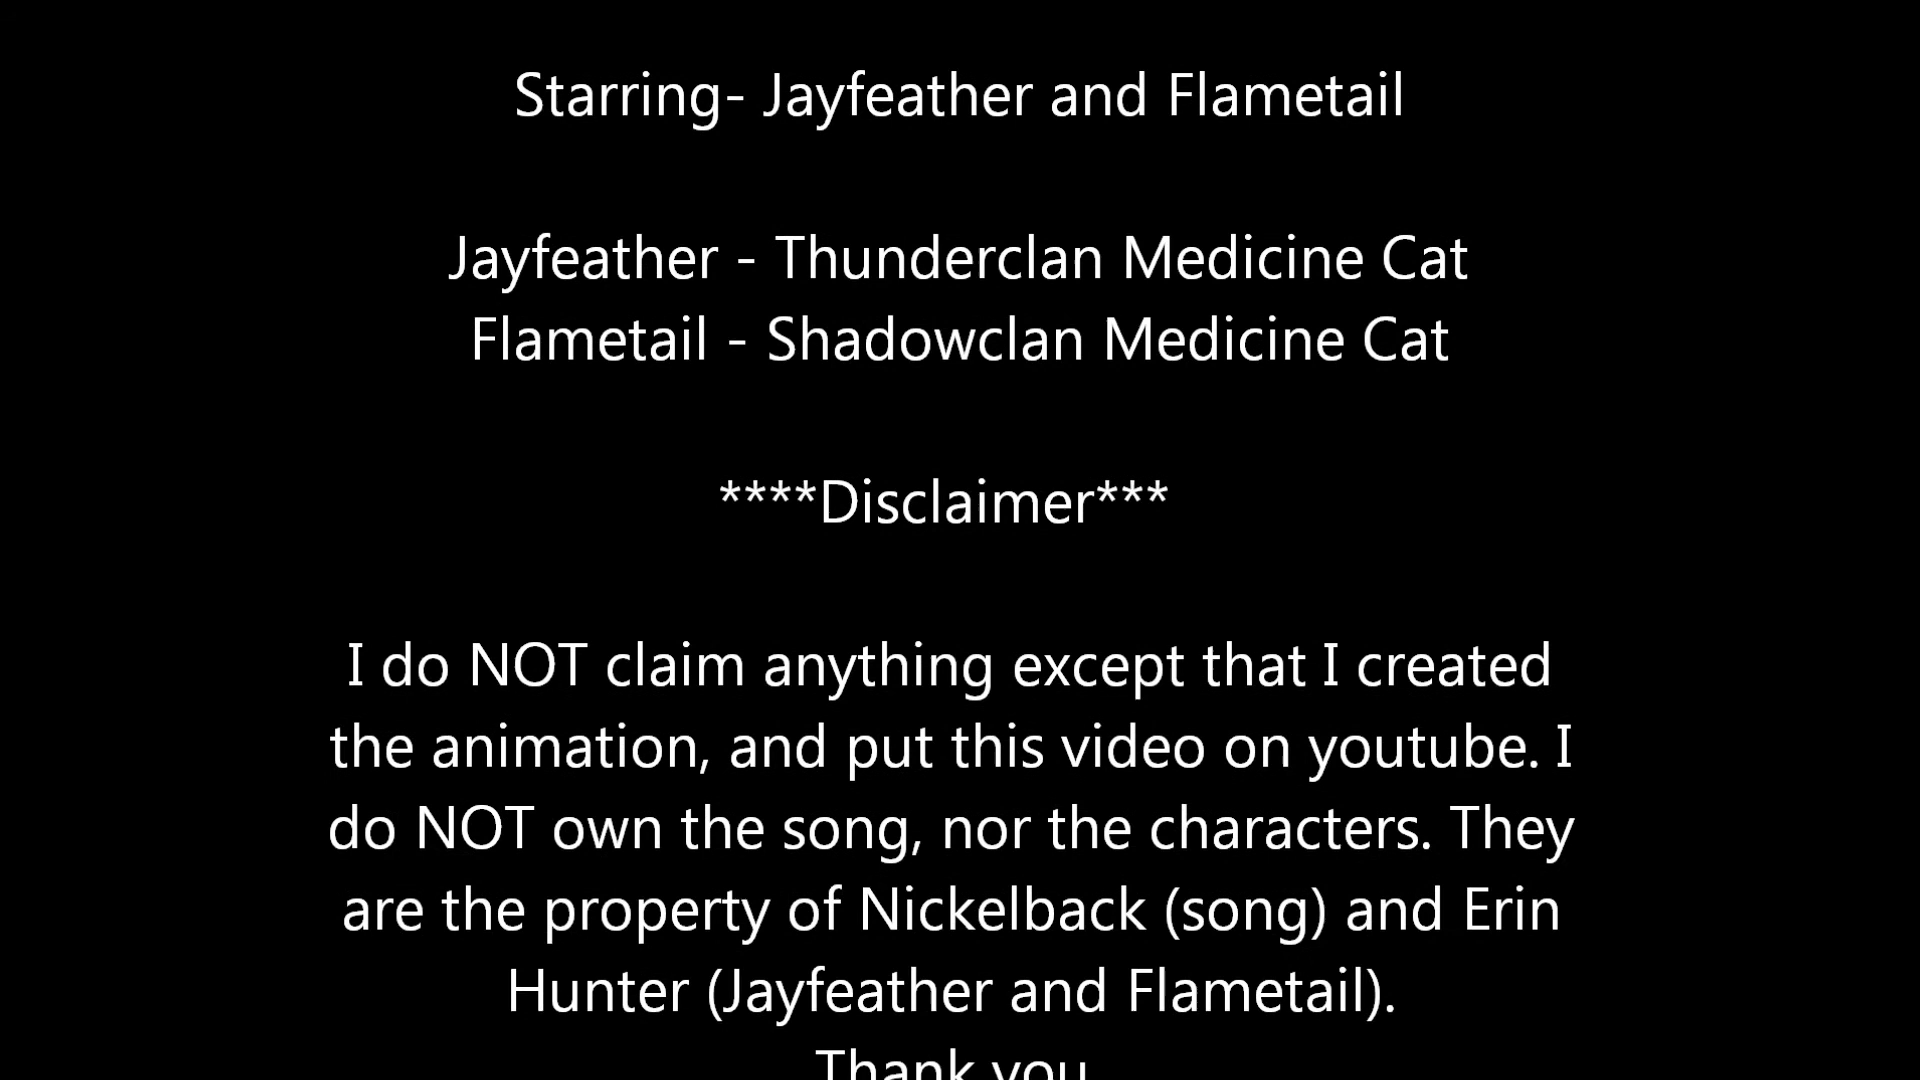 Starring- Jayfeather and Flametail
Jayfeather - Thunderclan Medicine Cat
Flametail - Shadowclan Medicine Cat
****Disclaimer***
I do NOT claim anything except that I created
the animation, and put this video on youtube. I
do NOT own the song, nor the characters. They
are the property of Nickelback (song) and Erin
Hunter (Jayfeather and Flametail).
Thank you